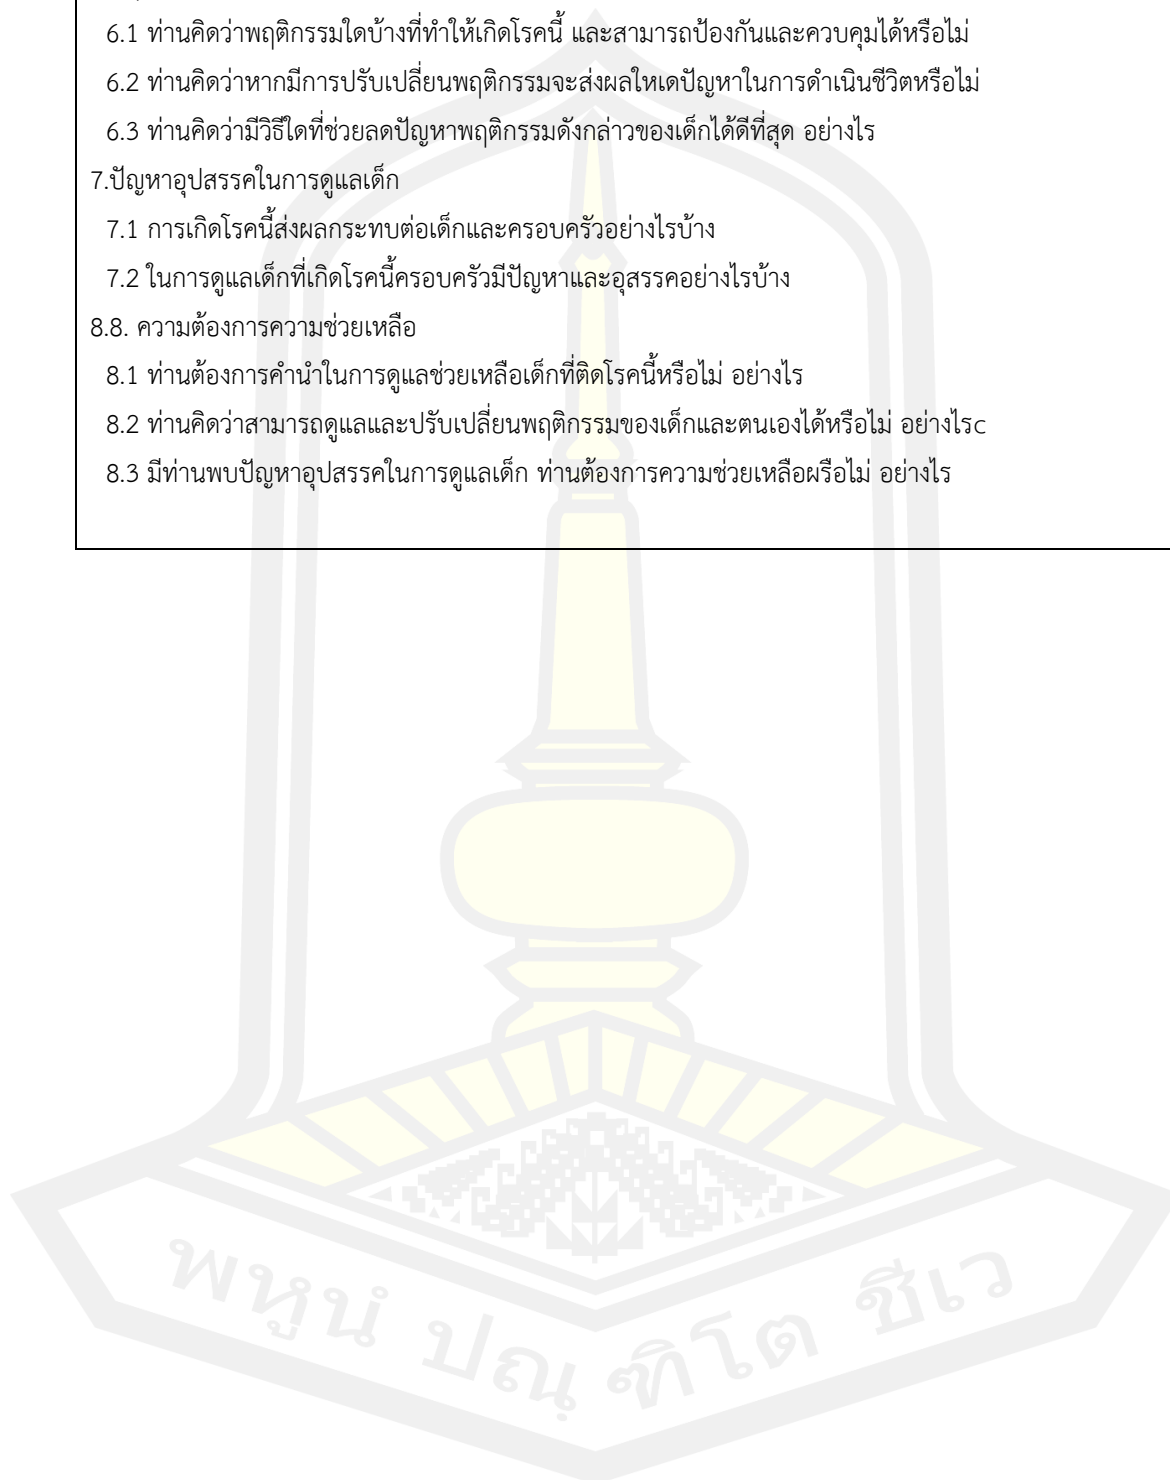 6.1 ท่านคิดว่าพฤติกรรมใดบ้างที่ทำให้เกิดโรคนี้ และสามารถป้องกันและควบคุมได้หรือไม่
6.2 ท่านคิดว่าหากมีการปรับเปลี่ยนพฤติกรรมจะส่งผลใหเดปัญหาในการดำเนินชีวิตหรือไม่
6.3 ท่านคิดว่ามีวิธีใดที่ช่วยลดปัญหาพฤติกรรมดังกล่าวของเด็กได้ดีที่สุด อย่างไร
7.ปัญหาอุปสรรคในการดูแลเด็ก
7.1 การเกิดโรคนี้ส่งผลกระทบต่อเด็กและครอบครัวอย่างไรบ้าง
7.2 ในการดูแลเด็กที่เกิดโรคนี้ครอบครัวมีปัญหาและอุสรรคอย่างไรบ้าง
8.8. ความต้องการความช่วยเหลือ
8.1 ท่านต้องการคำนำในการดูแลช่วยเหลือเด็กที่ติดโรคนี้หรือไม่ อย่างไร
8.2 ท่านคิดว่าสามารถดูแลและปรับเปลี่ยนพฤติกรรมของเด็กและตนเองได้หรือไม่ อย่างไรc
8.3 มีท่านพบปัญหาอุปสรรคในการดูแลเด็ก ท่านต้องการความช่วยเหลือผรือไม่ อย่างไร
พหูนํ ปณฺฑิโต ชีเว